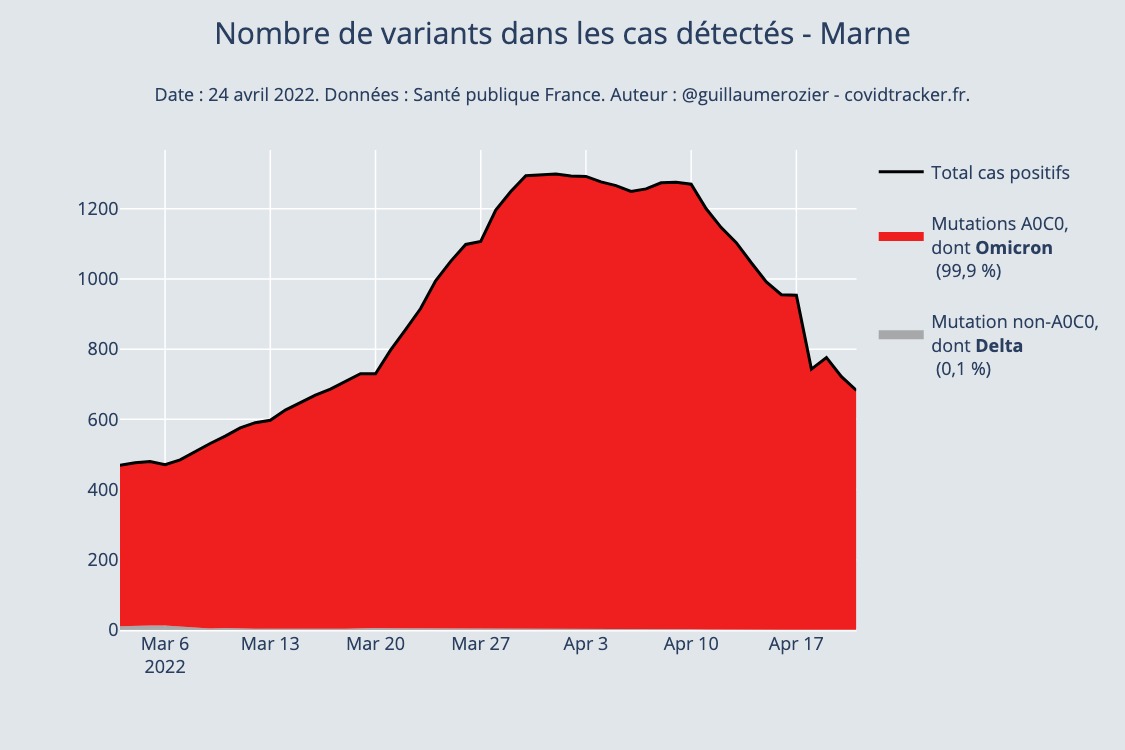 Nombre de variants dans les cas détectés - Marne
Date : 24 avril 2022. Données : Santé publique France. Auteur : @guillaumerozier - covidtracker.fr.
Total cas positifs
Mutations A0C0,
dont Omicron
(99,9 %)
Mutation non-A0C0,
dont Delta
(0,1 %)
1200
1000
800
600
400
200
0
Mar 6
2022
Mar 13
Mar 20
Mar 27
Apr 3
Apr 10
Apr 17